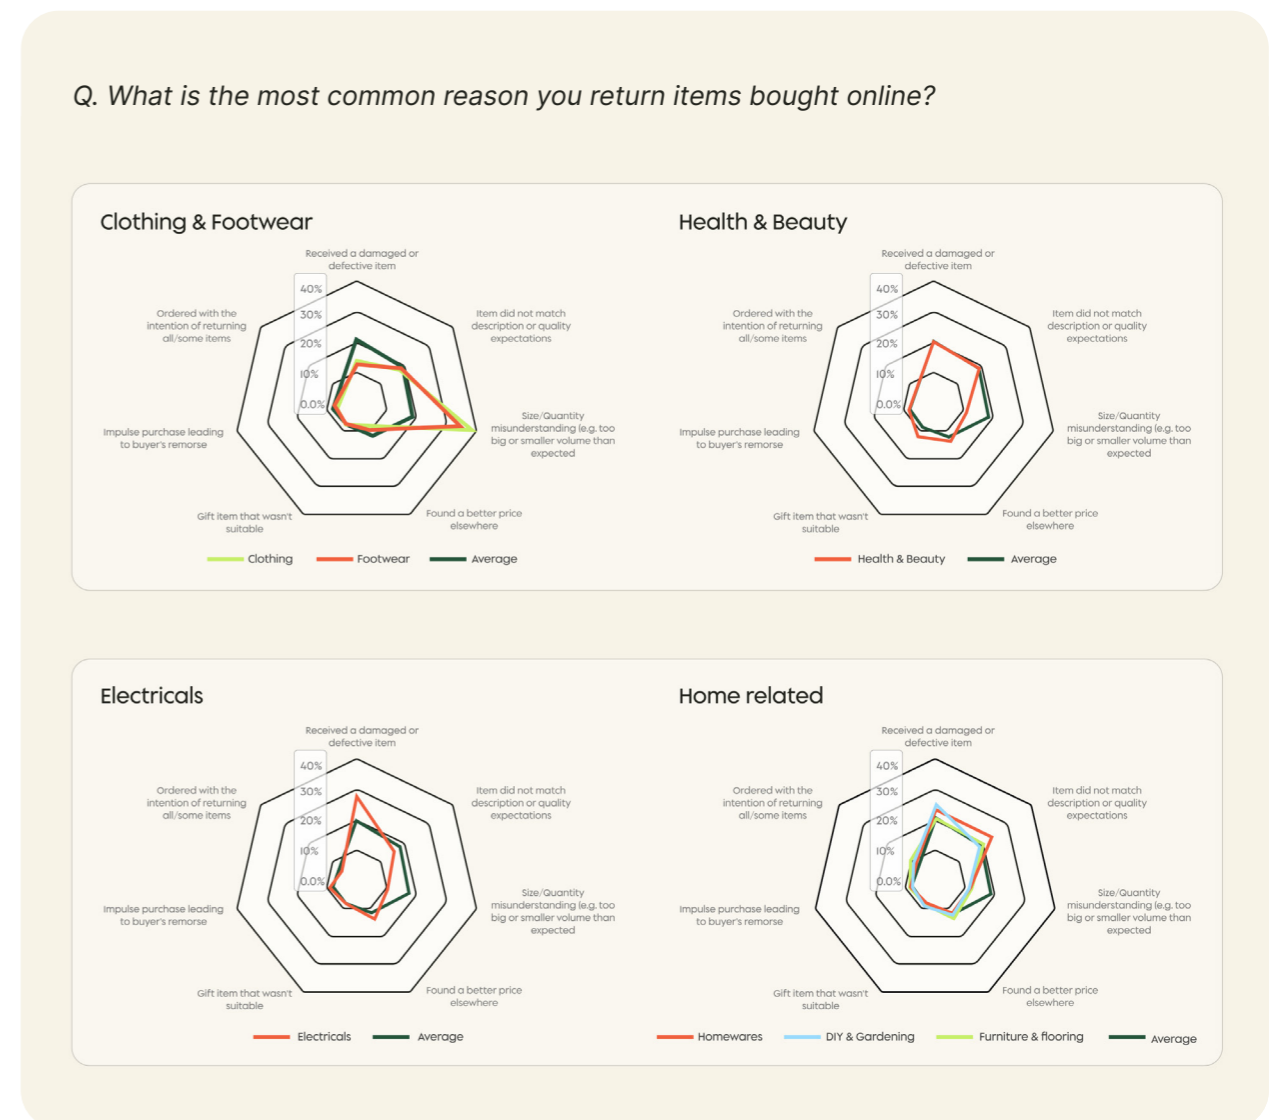 Q. What is the most common reason you return items bought online?
Clothing & Footwear
Received a damaged or
defective item
40%
30%
20%
10%
0.0%
Ordered with the
intention of returning
all/some items
Item did not match
description or quality
expectations
Impulse purchase leading
to buyer's remorse
Size/Quantity
misunderstanding (e.g. too
big or smaller volume than
expected
Gift item that wasn't
suitable
Found a better price
elsewhere
Clothing
Footwear
Average
Health & Beauty
Received a damaged or
defective item
40%
30%
20%
10%
0.0%
Ordered with the
intention of returning
all/some items
Item did not match
description or quality
expectations
Impulse purchase leading
to buyer's remorse
Size/Quantity
misunderstanding (e.g. too
big or smaller volume than
expected
Gift item that wasn't
suitable
Found a better price
elsewhere
Health & Beauty
Average
Electricals
Received a damaged or
defective item
40%
30%
20%
10%
0.0%
Ordered with the
intention of returning
all/some items
Item did not match
description or quality
expectations
Impulse purchase leading
to buyer's remorse
Size/Quantity
misunderstanding (e.g. too
big or smaller volume than
expected
Gift item that wasn't
suitable
Found a better price
elsewhere
Electricals
Average
Home related
Received a damaged or
defective item
40%
30%
20%
10%
0.0%
Ordered with the
intention of returning
all/some items
Item did not match
description or quality
expectations
Impulse purchase leading
to buyer's remorse
Size/Quantity
misunderstanding (e.g. too
big or smaller volume than
expected
Gift item that wasn't
suitable
Found a better price
elsewhere
Homewares
DIY & Gardening
Furniture & flooring
Average